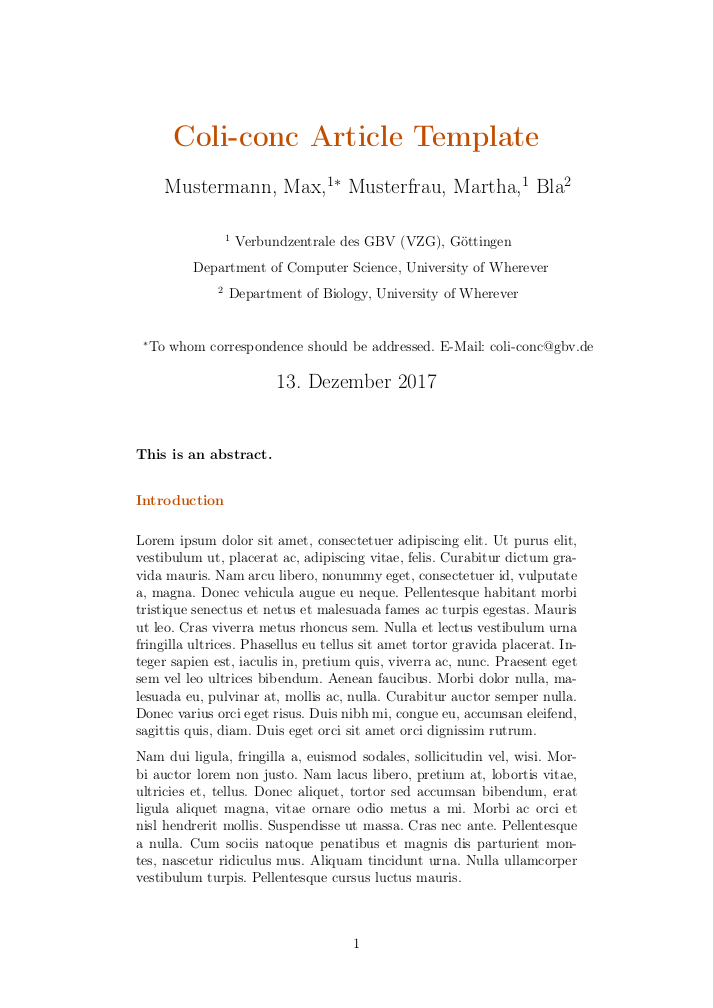 Coli-conc Article Template
Mustermann, Max,¹* Musterfrau, Martha,¹ Bla²
¹ Verbundzentrale des GBV (VZG), Göttingen
Department of Computer Science, University of Wherever
² Department of Biology, University of Wherever
*To whom correspondence should be addressed. E-Mail: coli-conc@gbv.de
13. Dezember 2017
This is an abstract.
Introduction
Lorem ipsum dolor sit amet, consectetuer adipiscing elit. Ut purus elit,
vestibulum ut, placerat ac, adipiscing vitae, felis. Curabitur dictum gra-
vida mauris. Nam arcu libero, nonummy eget, consectetuer id, vulputate
a, magna. Donec vehicula augue eu neque. Pellentesque habitant morbi
tristique senectus et netus et malesuada fames ac turpis egestas. Mauris
ut leo. Cras viverra metus rhoncus sem. Nulla et lectus vestibulum urna
fringilla ultrices. Phasellus eu tellus sit amet tortor gravida placerat. In-
teger sapien est, iaculis in, pretium quis, viverra ac, nunc. Praesent eget
sem vel leo ultrices bibendum. Aenean faucibus. Morbi dolor nulla, ma-
lesuada eu, pulvinar at, mollis ac, nulla. Curabitur auctor semper nulla.
Donec varius orci eget risus. Duis nibh mi, congue eu, accumsan eleifend,
sagittis quis, diam. Duis eget orci sit amet orci dignissim rutrum.
Nam dui ligula, fringilla a, euismod sodales, sollicitudin vel, wisi. Mor-
bi auctor lorem non justo. Nam lacus libero, pretium at, lobortis vitae,
ultricies et, tellus. Donec aliquet, tortor sed accumsan bibendum, erat
ligula aliquet magna, vitae ornare odio metus a mi. Morbi ac orci et
nisl hendrerit mollis. Suspendisse ut massa. Cras nec ante. Pellentesque
a nulla. Cum sociis natoque penatibus et magnis dis parturient mon-
tes, nascetur ridiculus mus. Aliquam tincidunt urna. Nulla ullamcorper
vestibulum turpis. Pellentesque cursus luctus mauris.
1